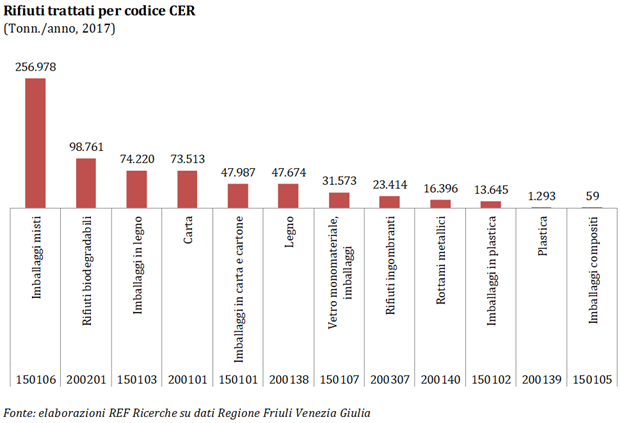 Rifiuti trattati per codice CER
(Tonn./anno, 2017)
256.978
98.761
74.220
73.513
47.987
47.674
31.573
23.414
16.396
13.645
1.293
59
Imballaggi misti
Rifiuti biodegradabili
Imballaggi in legno
Carta
Imballaggi in carta e cartone
Legno
Vetro monomateriale,
imballaggi
Rifiuti ingombranti
Rottami metallici
Imballaggi in plastica
Plastica
Imballaggi compositi
150106
200201
150103
200101
150101
200138
150107
200307
200140
150102
200139
150105
Fonte: elaborazioni REF Ricerche su dati Regione Friuli Venezia Giulia